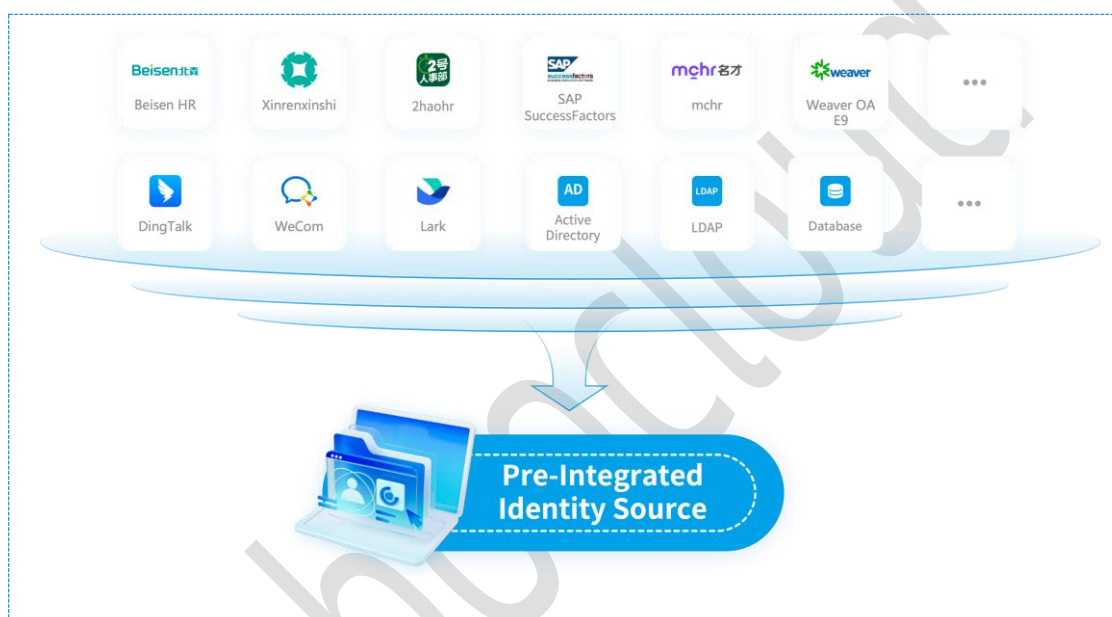 Beisen北森
Beisen HR
Xinrenxinshi
2号
人事部
2haohr
SAP
successfactors
SAP
SuccessFactors
mchr名才
mchr
weaver
Weaver OA
E9
•••
DingTalk
WeCom
Lark
AD
Active
Directory
LDAP
LDAP
Database
•••
Pre-Integrated
Identity Source